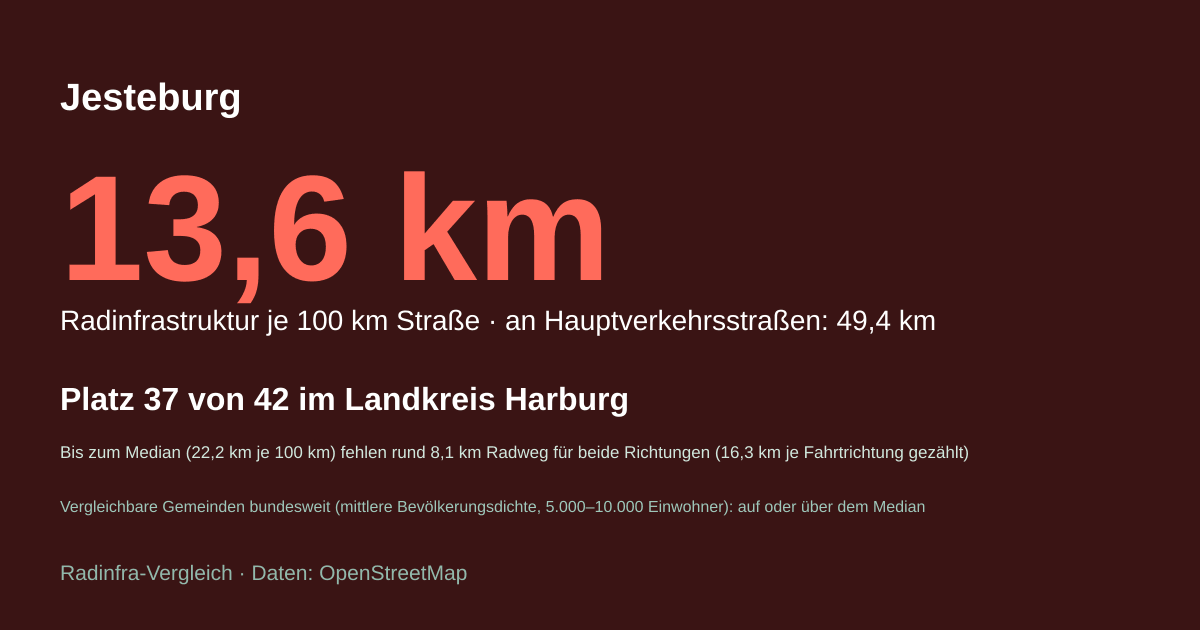 Jesteburg
13,6 km
Radinfrastruktur je 100 km Straße · an Hauptverkehrsstraßen: 49,4 km
Platz 37 von 42 im Landkreis Harburg
Bis zum Median (22,2 km je 100 km) fehlen rund 8,1 km Radweg für beide Richtungen (16,3 km je Fahrtrichtung gezählt)
Vergleichbare Gemeinden bundesweit (mittlere Bevölkerungsdichte, 5.000–10.000 Einwohner): auf oder über dem Median
Radinfra-Vergleich · Daten: OpenStreetMap